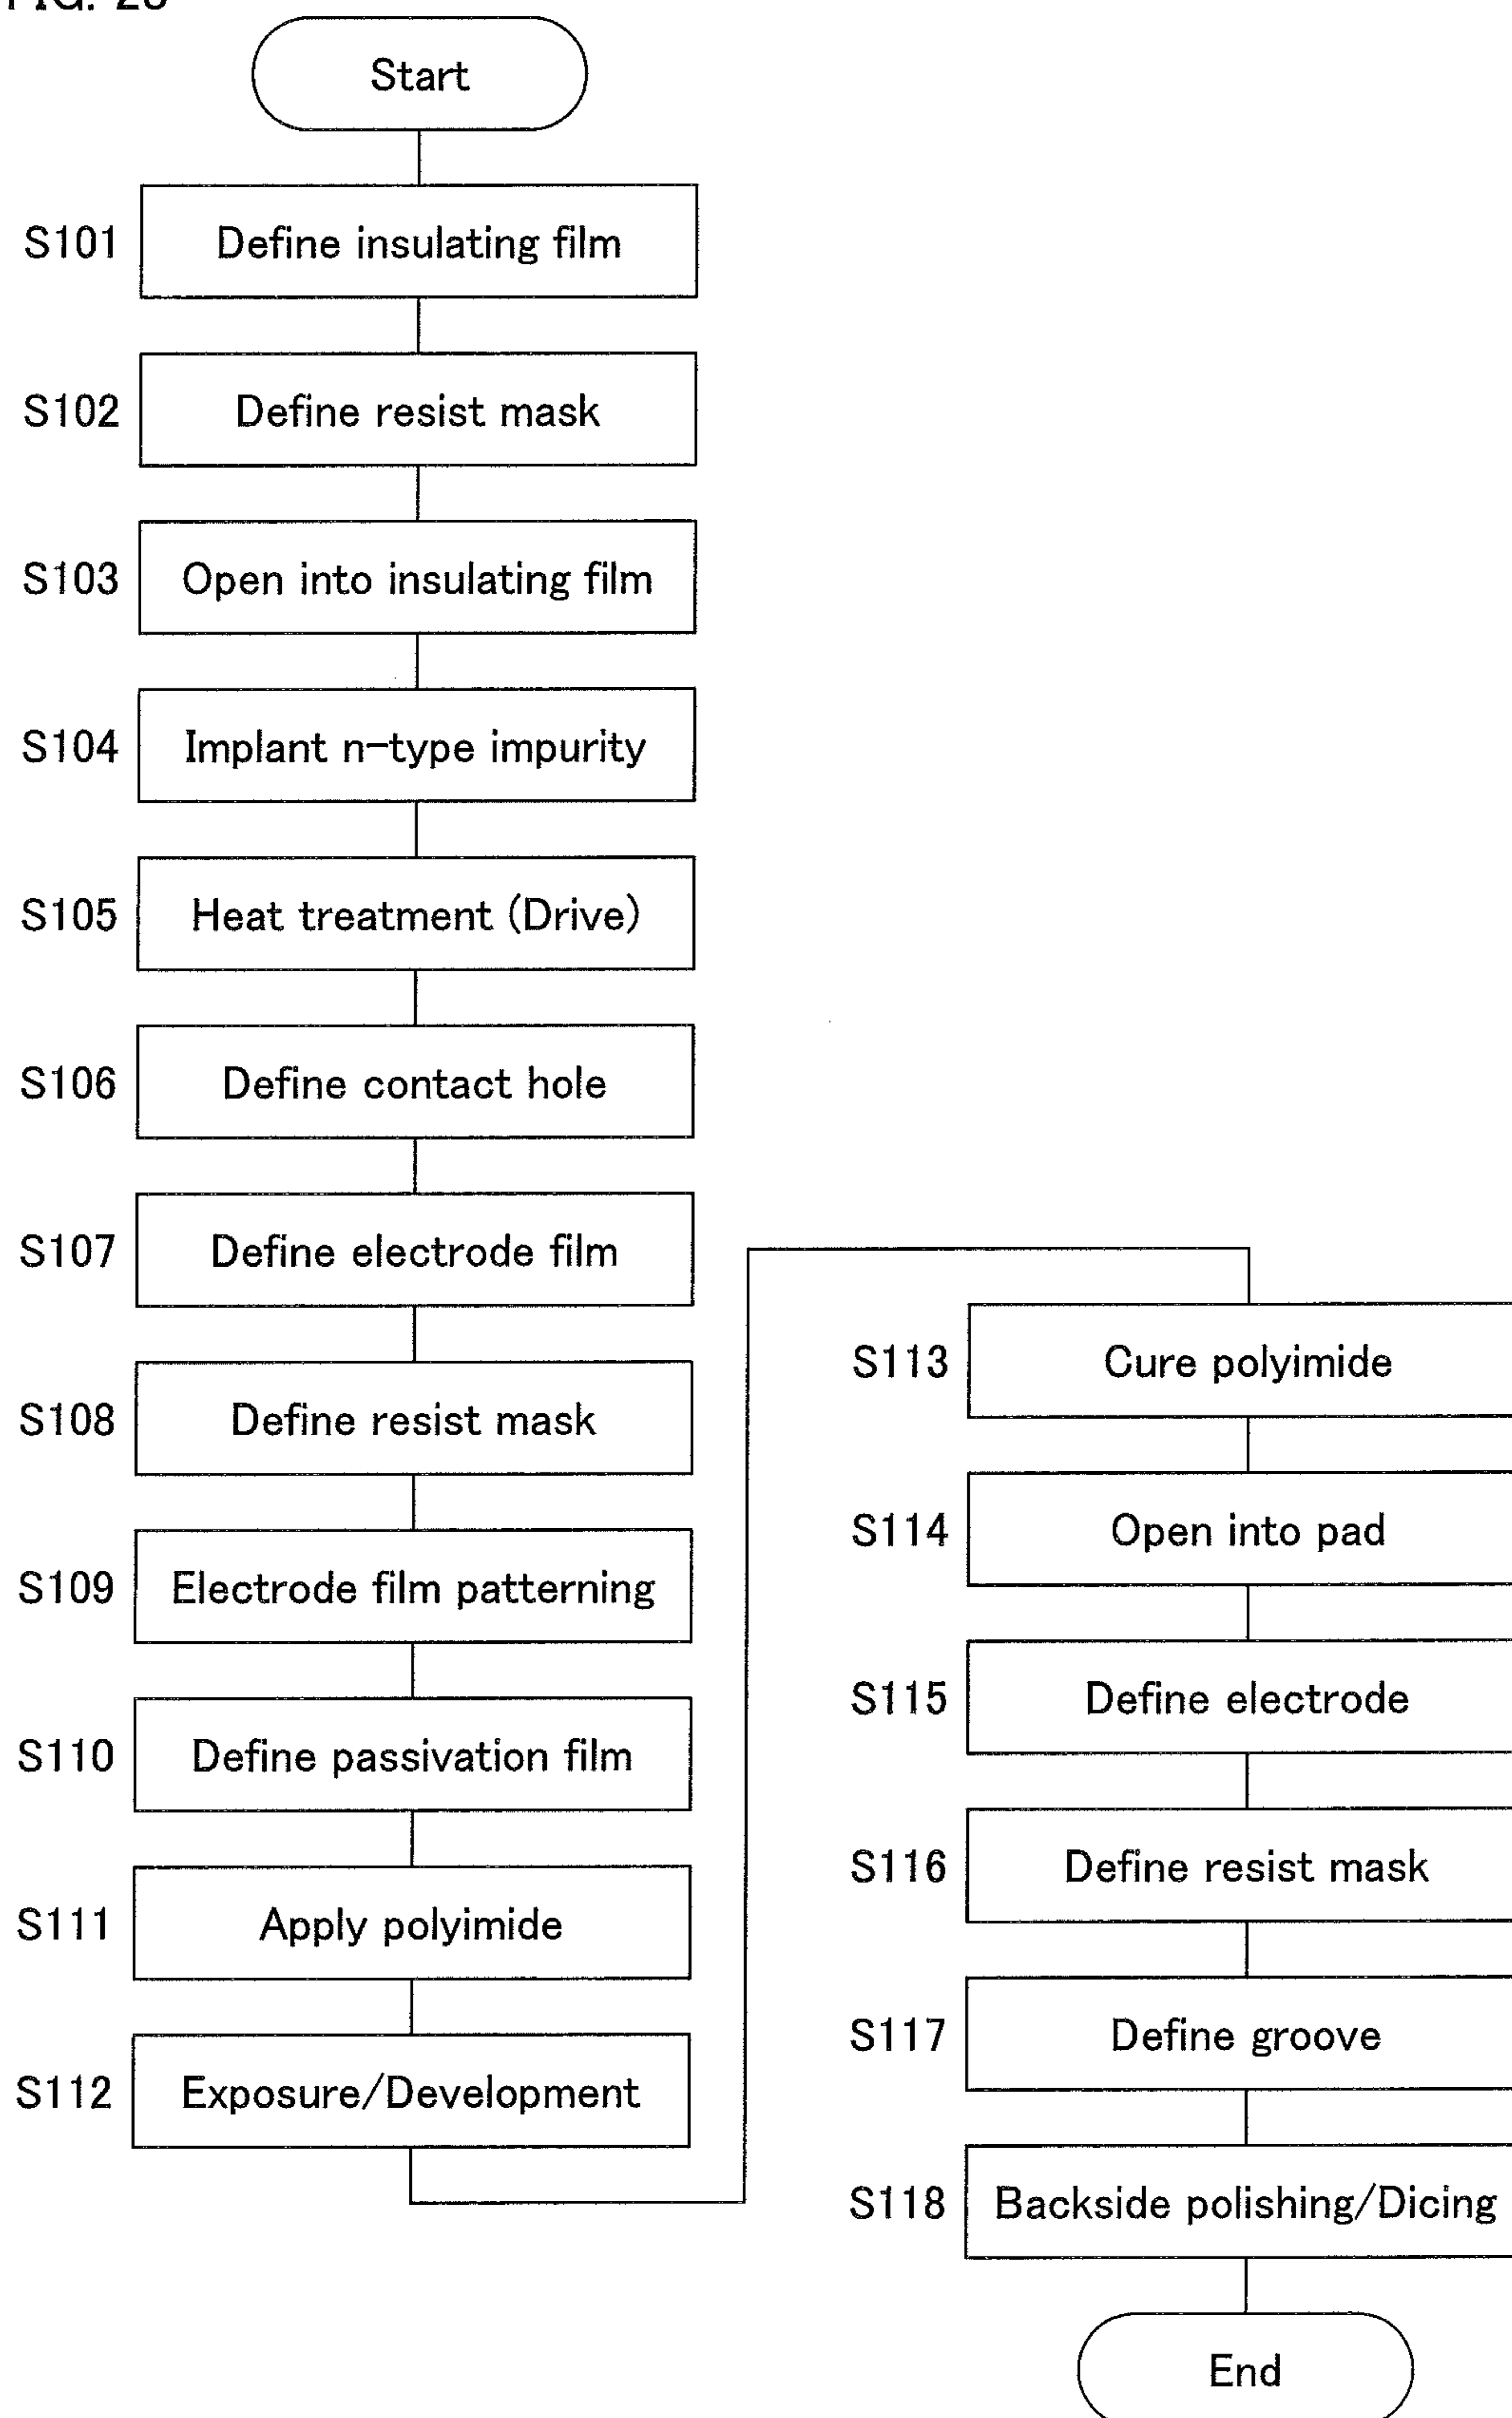 Start
S101 Define insulating film
S102 Define resist mask
S103 Open into insulating film
S104 Implant n-type impurity
S105 Heat treatment (Drive)
S106 Define contact hole
S107 Define electrode film
S108 Define resist mask
S109 Electrode film patterning
S110 Define passivation film
S111 Apply polyimide
S112 Exposure/Development
S113 Cure polyimide
S114 Open into pad
S115 Define electrode
S116 Define resist mask
S117 Define groove
S118 Backside polishing/Dicing
End